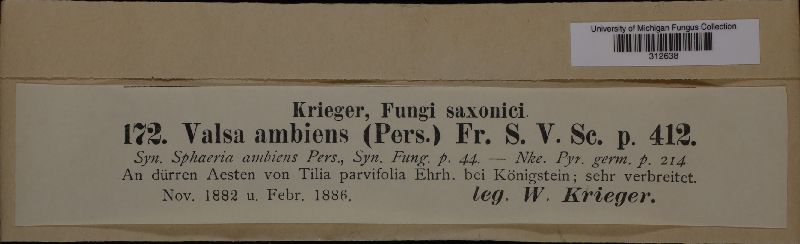 University of Michigan Fungus Collection
312638
Krieger, Fungi saxonici.
172. Valsa ambiens (Pers.) Fr. S. V. Sc. p. 412.
Syn. Sphaeria ambiens Pers., Syn. Fung. p. 44. — Nke. Pyr. germ. p. 214
An dürren Aesten von Tilia parvifolia Ehrh. bei Königstein; sehr verbreitet.
Nov. 1882 u. Febr. 1886. leg. W. Krieger.